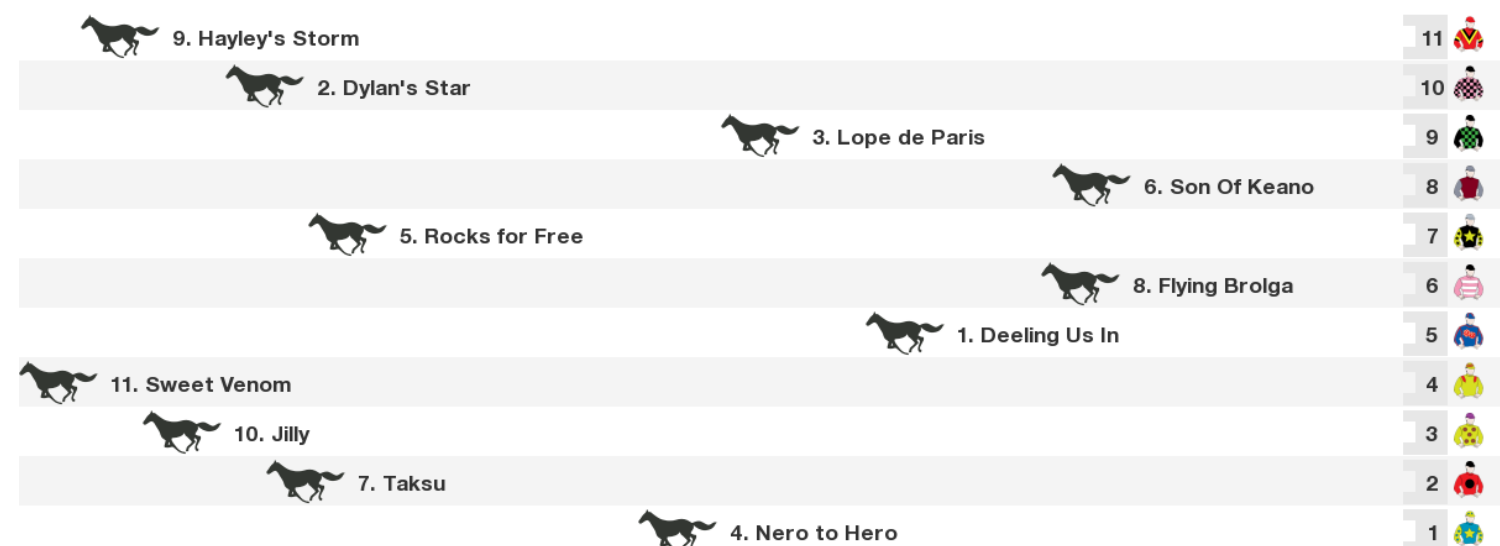 9. Hayley's Storm 11
2. Dylan's Star 10
3. Lope de Paris 9
6. Son Of Keano 8
5. Rocks for Free 7
8. Flying Brolga 6
1. Deeling Us In 5
11. Sweet Venom 4
10. Jilly 3
7. Taksu 2
4. Nero to Hero 1